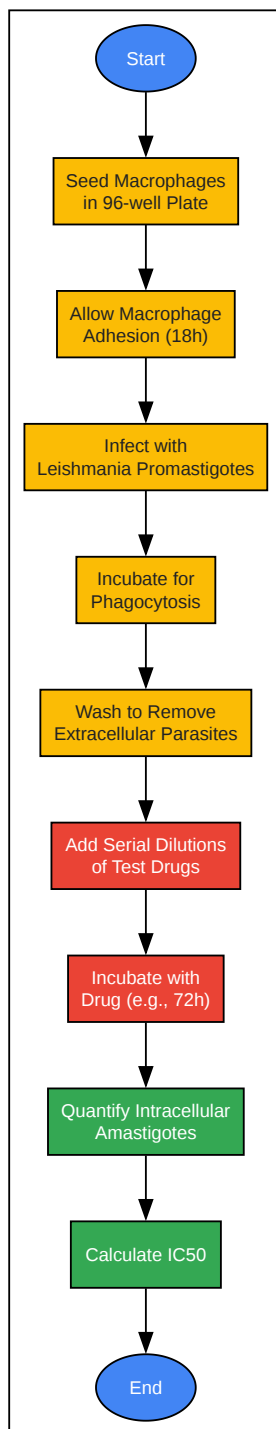 Start
Seed Macrophages
in 96-well Plate
Allow Macrophage
Adhesion (18h)
Infect with
Leishmania Promastigotes
Incubate for
Phagocytosis
Wash to Remove
Extracellular Parasites
Add Serial Dilutions
of Test Drugs
Incubate with
Drug (e.g., 72h)
Quantify Intracellular
Amastigotes
Calculate IC50
End